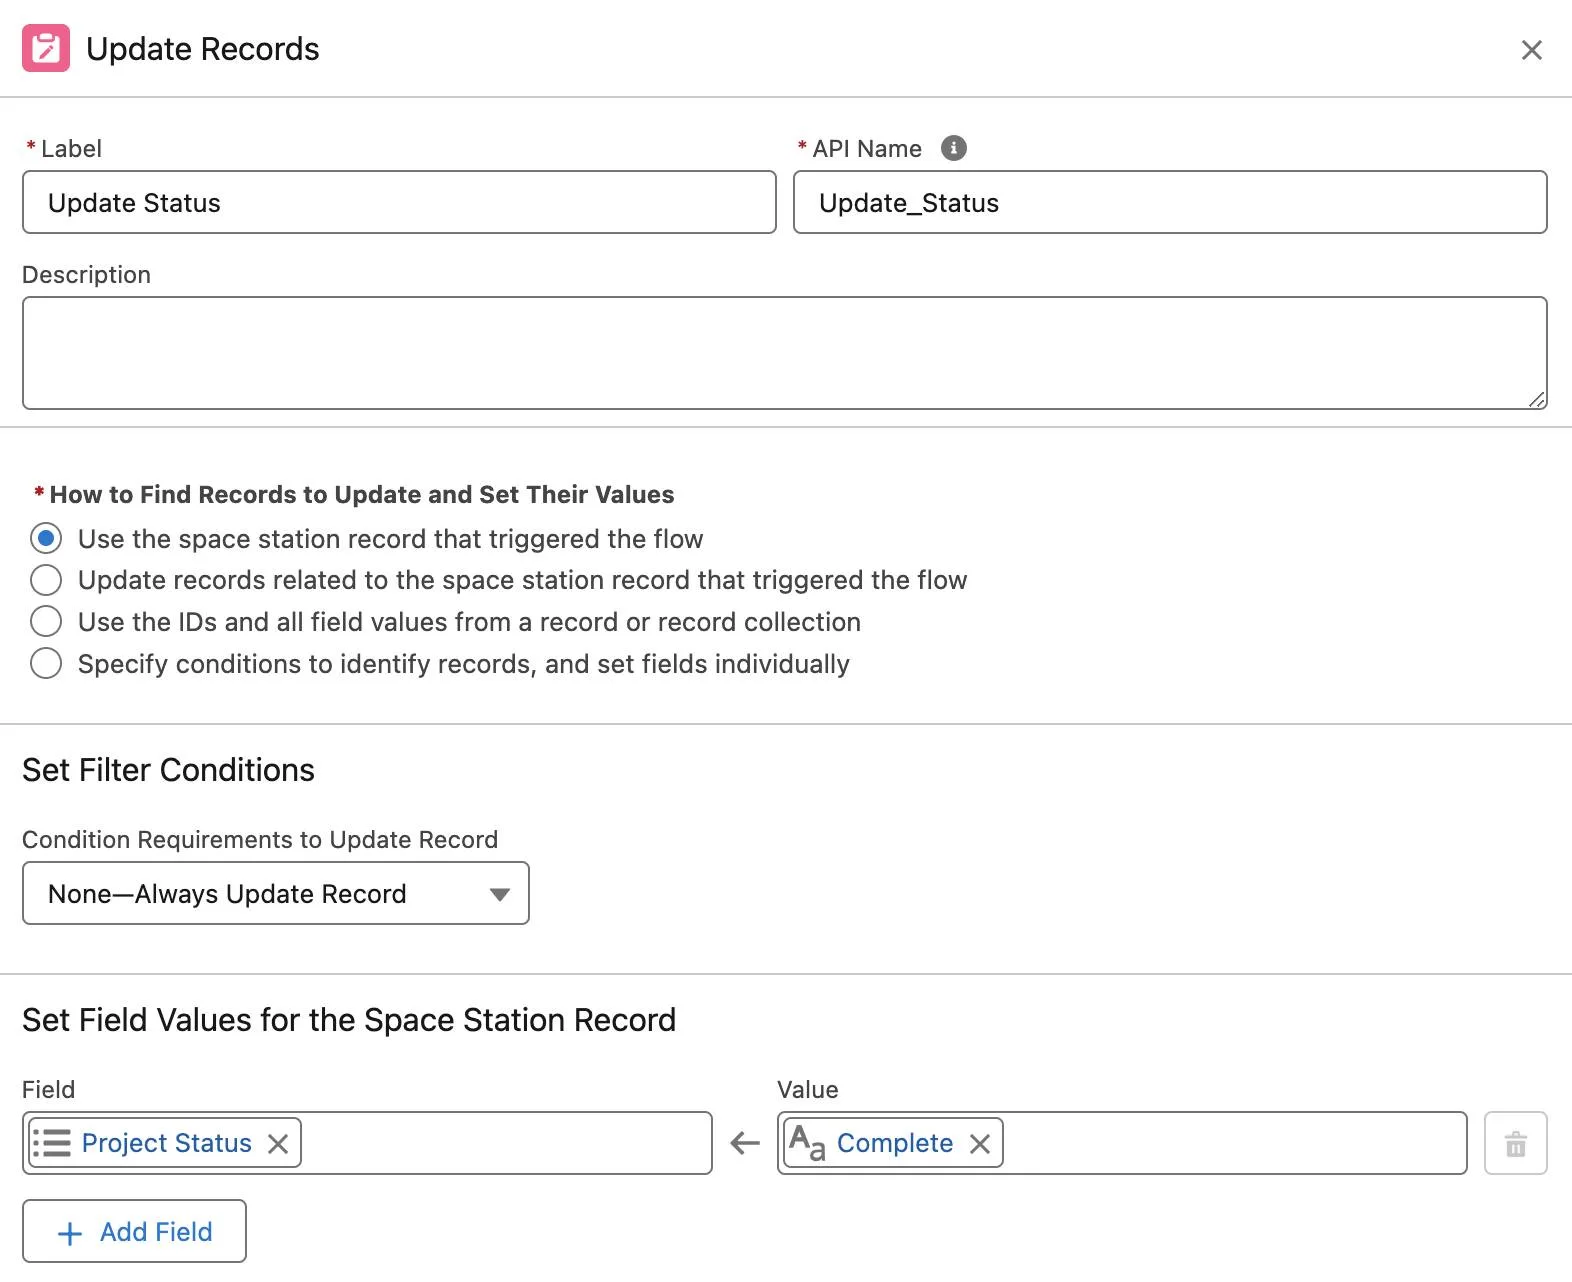 Update Records
* Label
* API Name
Update Status
Update_Status
Description
* How to Find Records to Update and Set Their Values
Use the space station record that triggered the flow
Update records related to the space station record that triggered the flow
Use the IDs and all field values from a record or record collection
Specify conditions to identify records, and set fields individually
Set Filter Conditions
Condition Requirements to Update Record
None—Always Update Record
Set Field Values for the Space Station Record
Field
Value
Project Status
Aa Complete
+ Add Field